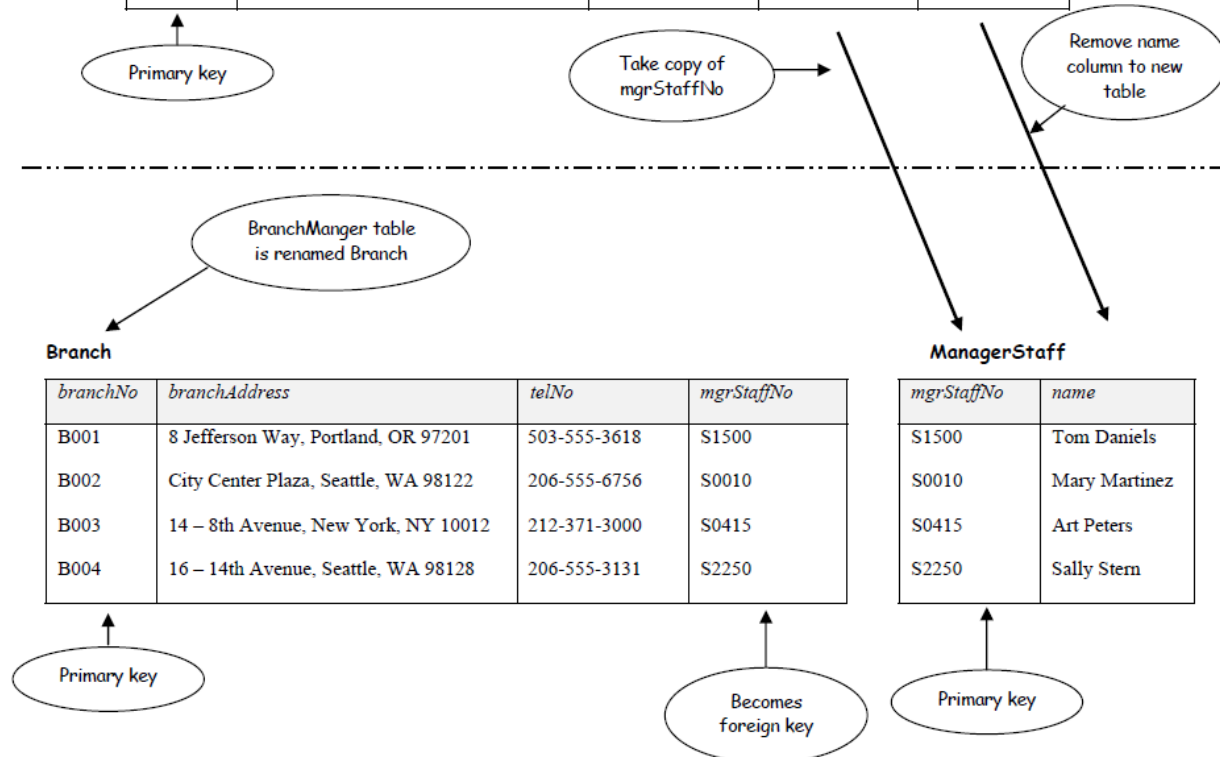 Primary key
Take copy of
mgrStaffNo
Remove name
column to new
table
BranchManger table
is renamed Branch
Branch
ManagerStaff
branchNo branchAddress telNo mgrStaffNo mgrStaffNo name
B001 8 Jefferson Way, Portland, OR 97201 503-555-3618 S1500 S1500 Tom Daniels
B002 City Center Plaza, Seattle, WA 98122 206-555-6756 S0010 S0010 Mary Martinez
B003 14 – 8th Avenue, New York, NY 10012 212-371-3000 S0415 S0415 Art Peters
B004 16 – 14th Avenue, Seattle, WA 98128 206-555-3131 S2250 S2250 Sally Stern
Primary key
Becomes
foreign key
Primary key